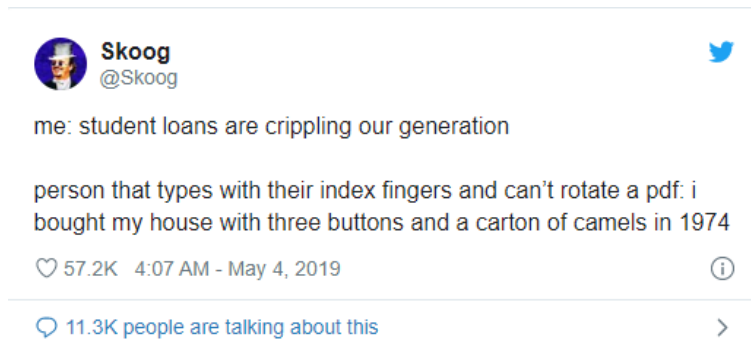 Skoog
@Skoog
me: student loans are crippling our generation
person that types with their index fingers and can’t rotate a pdf: i
bought my house with three buttons and a carton of camels in 1974
57.2K 4:07 AM - May 4, 2019
11.3K people are talking about this